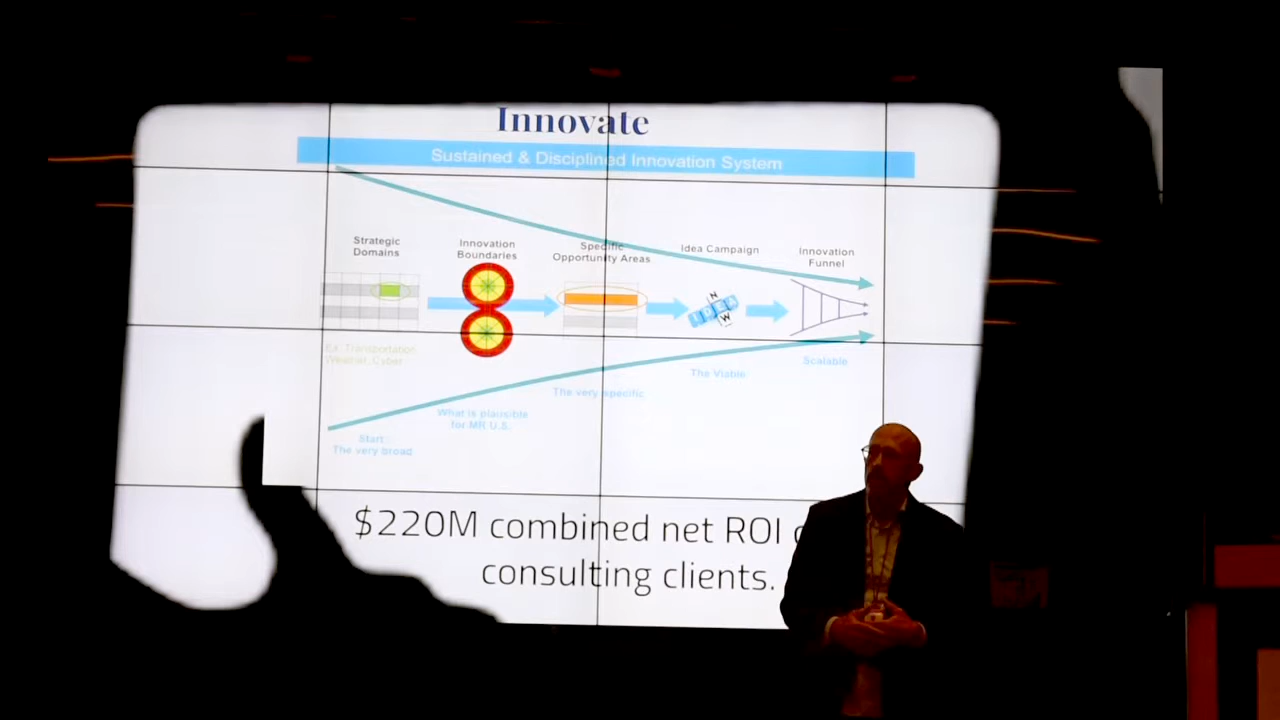 Innovate
Sustained & Disciplined Innovation System
Strategic
Domains
Innovation
Boundaries
Specific
Opportunity Areas
Idea Campaign
Innovation
Funnel
N
IDEA
W
Ex. Transportation
Weather, Cyber
Scalable
The Viable
The very specific
What is plausible
for MR U.S.
Start :
The very broad
$220M combined net ROI
consulting clients.